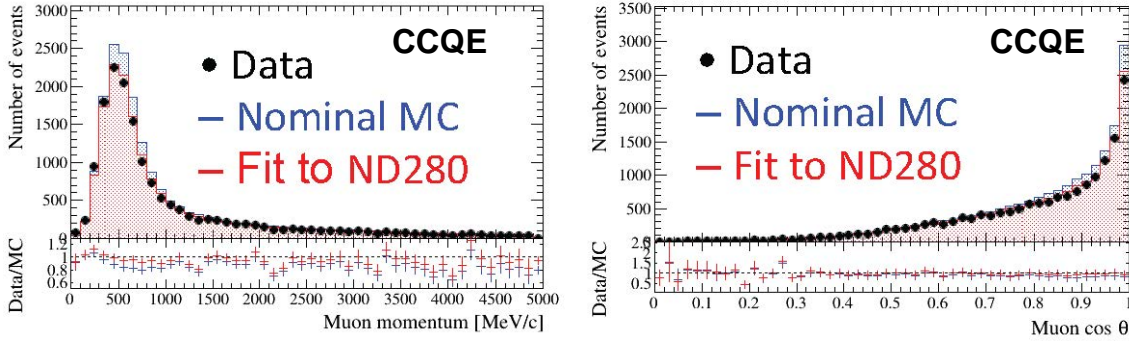 Number of events
2500
2000
1500
1000
500
0
CCQE
Data
Nominal MC
Fit to ND280
Data/MC
1.2
1
0.8
0.6
0 500 1000 1500 2000 2500 3000 3500 4000 4500 5000
Muon momentum [MeV/c]
Number of events
3500
3000
2500
2000
1500
1000
500
CCQE
Data
Nominal MC
Fit to ND280
Data/MC
2.0
1.5
0.5
0 0.1 0.2 0.3 0.4 0.5 0.6 0.7 0.8 0.9 1
Muon cos θ